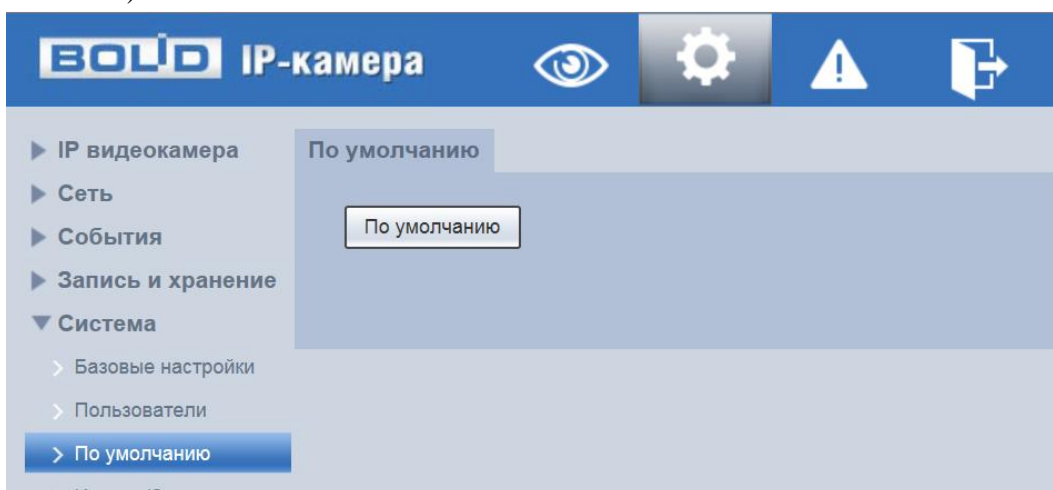 BOLID IP-камера
IP видеокамера
Сеть
События
Запись и хранение
Система
Базовые настройки
Пользователи
По умолчанию
По умолчанию
По умолчанию